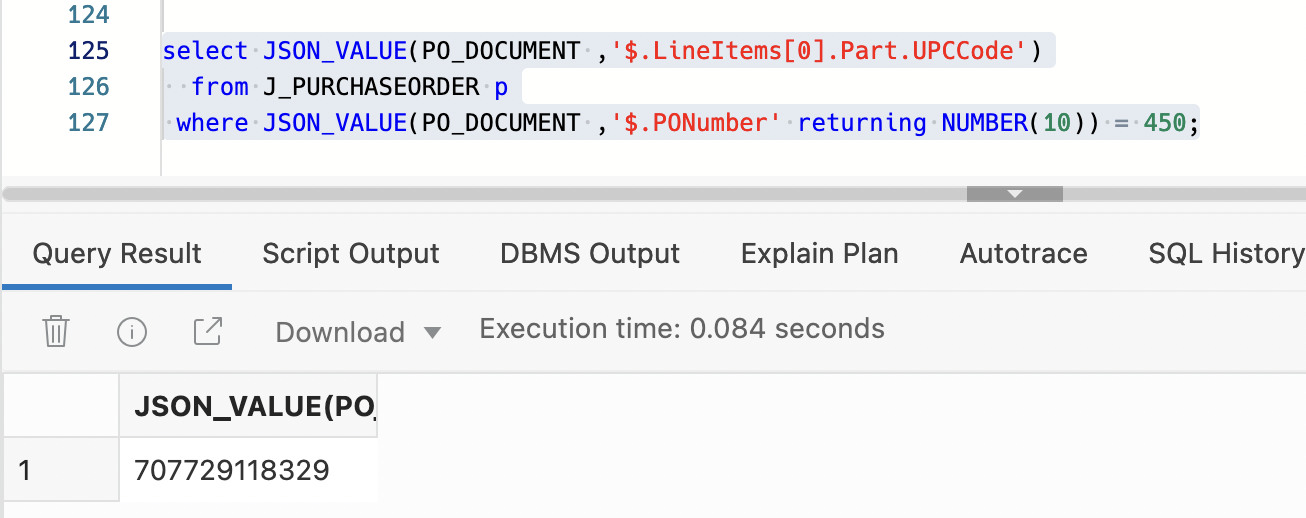 124
125 select JSON_VALUE(PO_DOCUMENT ,'$.LineItems[0].Part.UPCCode')
126 from J_PURCHASEORDER p
127 where JSON_VALUE(PO_DOCUMENT ,'$.PONumber' returning NUMBER(10)) = 450;
Query Result Script Output DBMS Output Explain Plan Autotrace SQL History
Download Execution time: 0.084 seconds
JSON_VALUE(PO_
1 707729118329